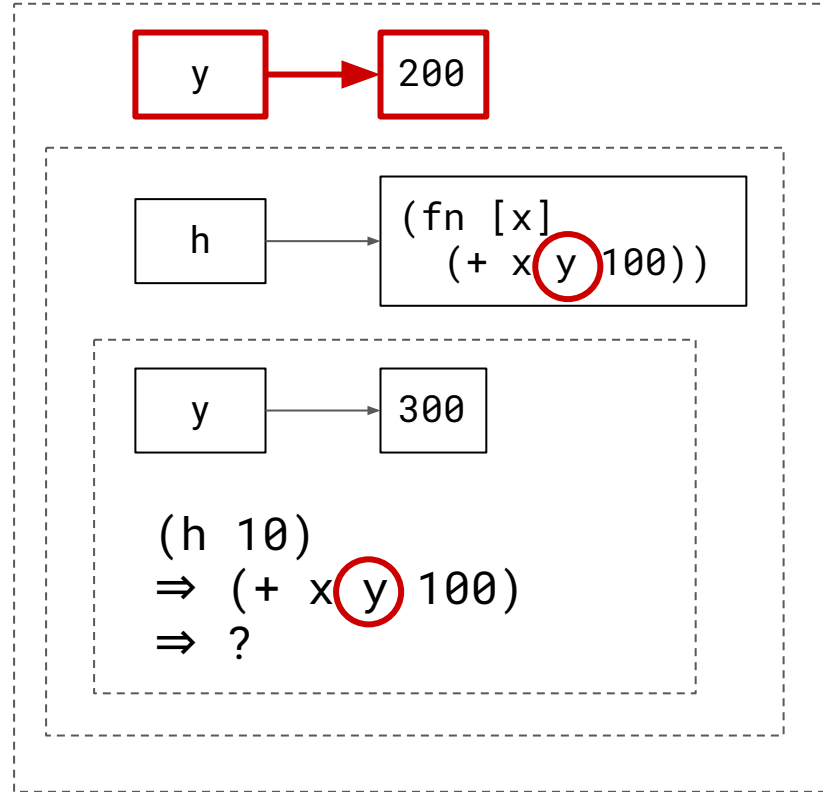 y 200
h
(fn [x]
(+ x y 100))
y 300
(h 10)
⇒ (+ x y 100)
⇒ ?